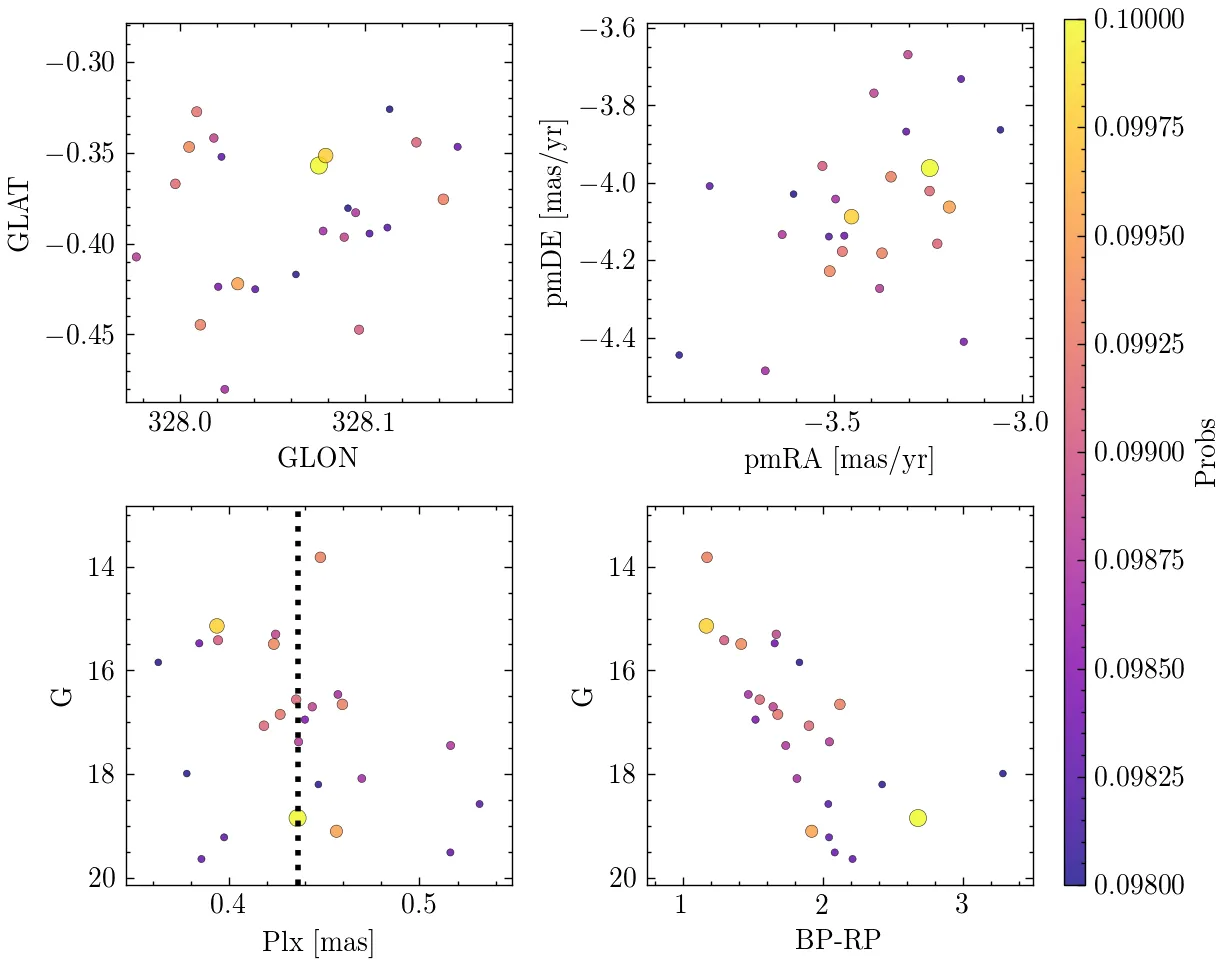 −0.30
−0.35
−0.40
−0.45
GLAT
328.0 328.1
GLON
−3.6
−3.8
−4.0
−4.2
−4.4
pmDE [mas/yr]
−3.5 −3.0
pmRA [mas/yr]
14
16
18
20
G
0.4 0.5
Plx [mas]
14
16
18
20
G
1 2 3
BP-RP
0.10000
0.09975
0.09950
0.09925
0.09900
0.09875
0.09850
0.09825
0.09800
Probs